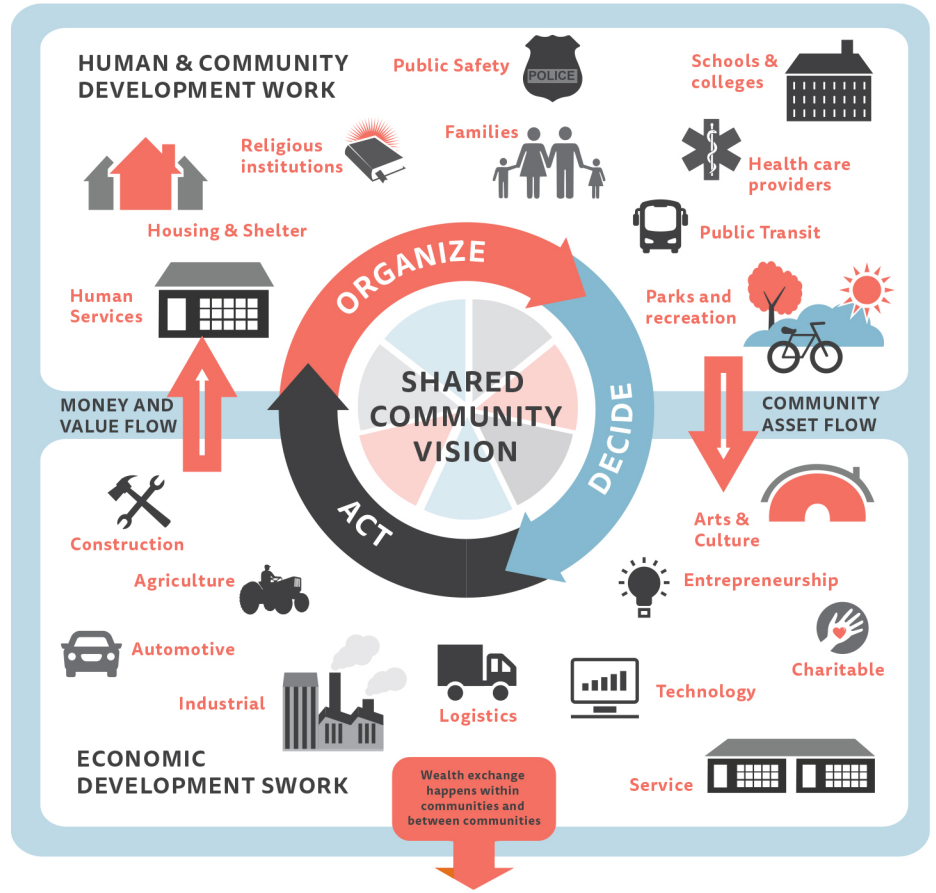 HUMAN & COMMUNITY
DEVELOPMENT WORK
Public Safety
POLICE
Schools &
colleges
Religious
institutions
Families
Health care
providers
Housing & Shelter
Public Transit
Human
Services
Parks and
recreation
ORGANIZE
DECIDE
ACT
SHARED
COMMUNITY
VISION
MONEY AND
VALUE FLOW
COMMUNITY
ASSET FLOW
Construction
Arts &
Culture
Agriculture
Entrepreneurship
Automotive
Charitable
Industrial
Logistics
Technology
ECONOMIC
DEVELOPMENT SWORK
Service
Wealth exchange
happens within
communities and
between communities